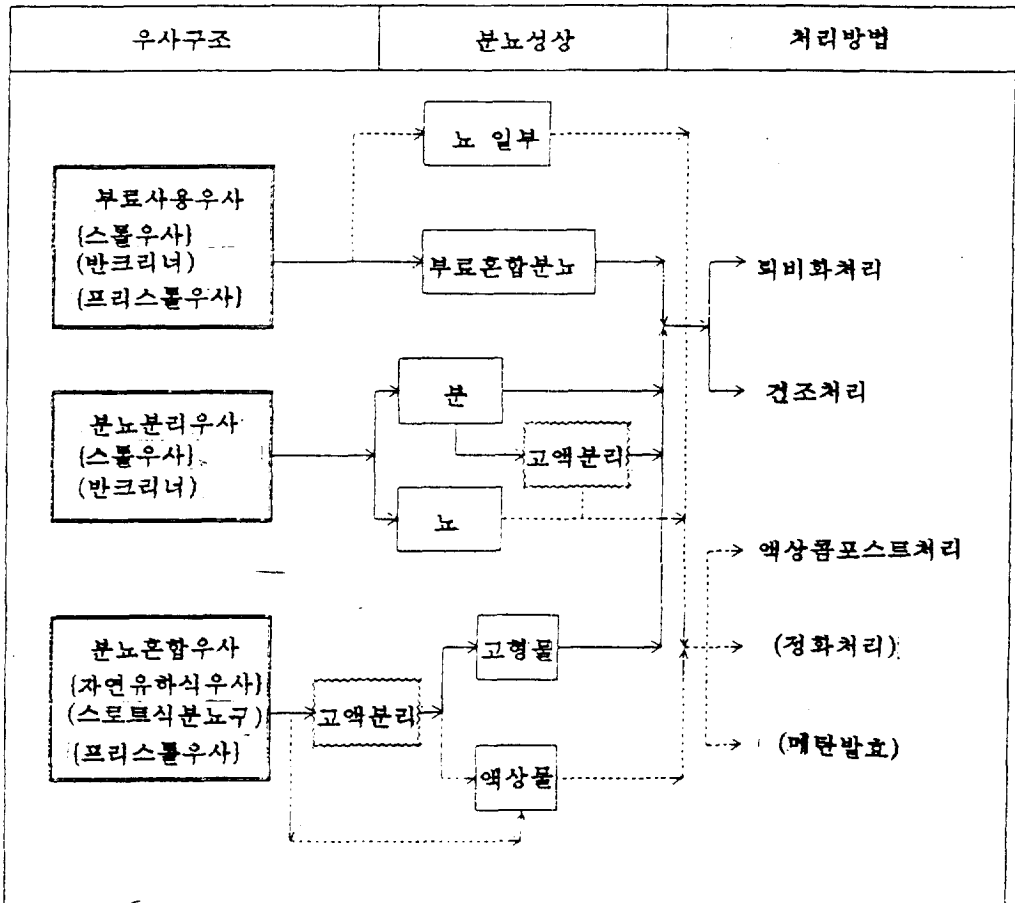 우사구조
분뇨성상
처리방법
뇨 일부
부료사용우사
{스톨우사}
(반크리너)
{프리스톨우사}
부료혼합분뇨
퇴비화처리
건조처리
분
분뇨분리우사
{스톨우사}
(반크리너)
고액분리
뇨
액상콤포스트처리
분뇨혼합우사
{자연유하식우사}
(스로트식분뇨구)
{프리스톨우사}
고액분리
고형물
(정화처리)
(메탄발효)
액상물